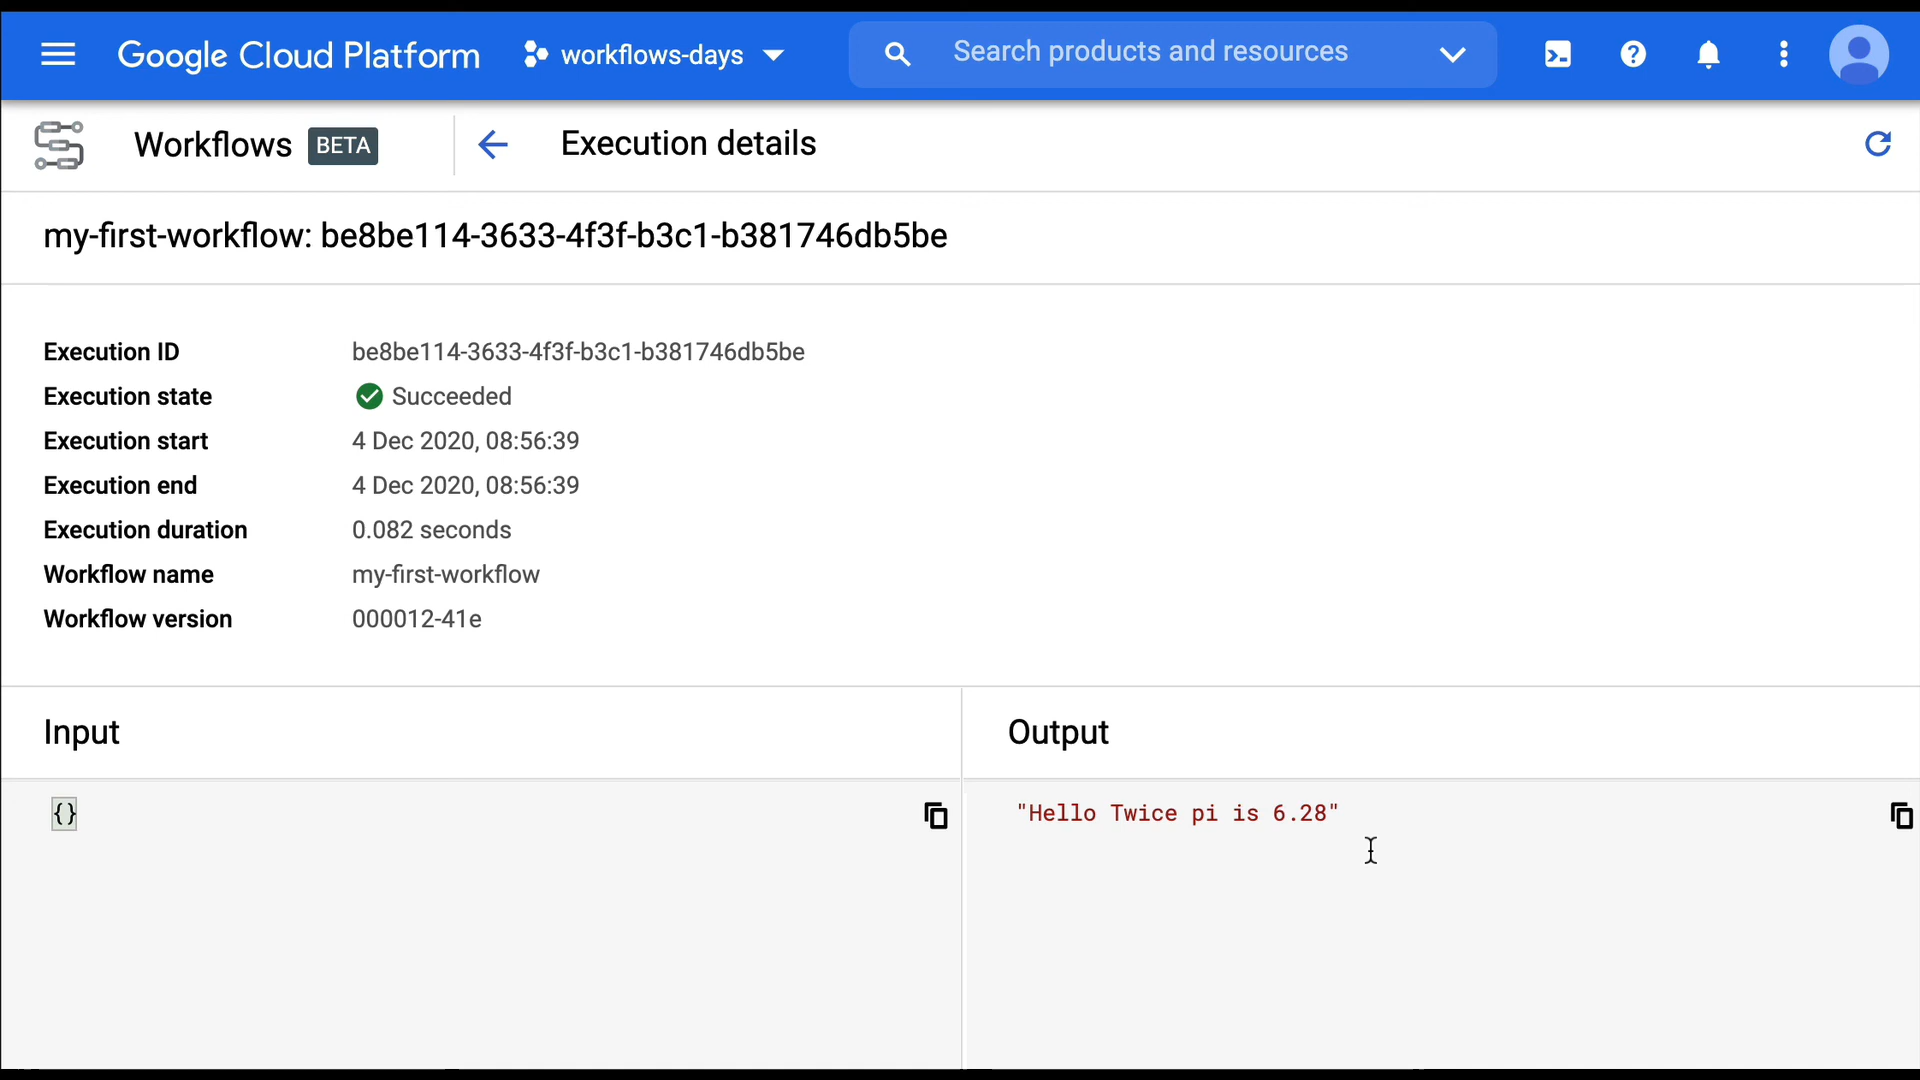 Google Cloud Platform
workflows-days
Search products and resources
Workflows BETA
Execution details
my-first-workflow: be8be114-3633-4f3f-b3c1-b381746db5be
Execution ID be8be114-3633-4f3f-b3c1-b381746db5be
Execution state Succeeded
Execution start 4 Dec 2020, 08:56:39
Execution end 4 Dec 2020, 08:56:39
Execution duration 0.082 seconds
Workflow name my-first-workflow
Workflow version 000012-41e
Input
{}
Output
"Hello Twice pi is 6.28"